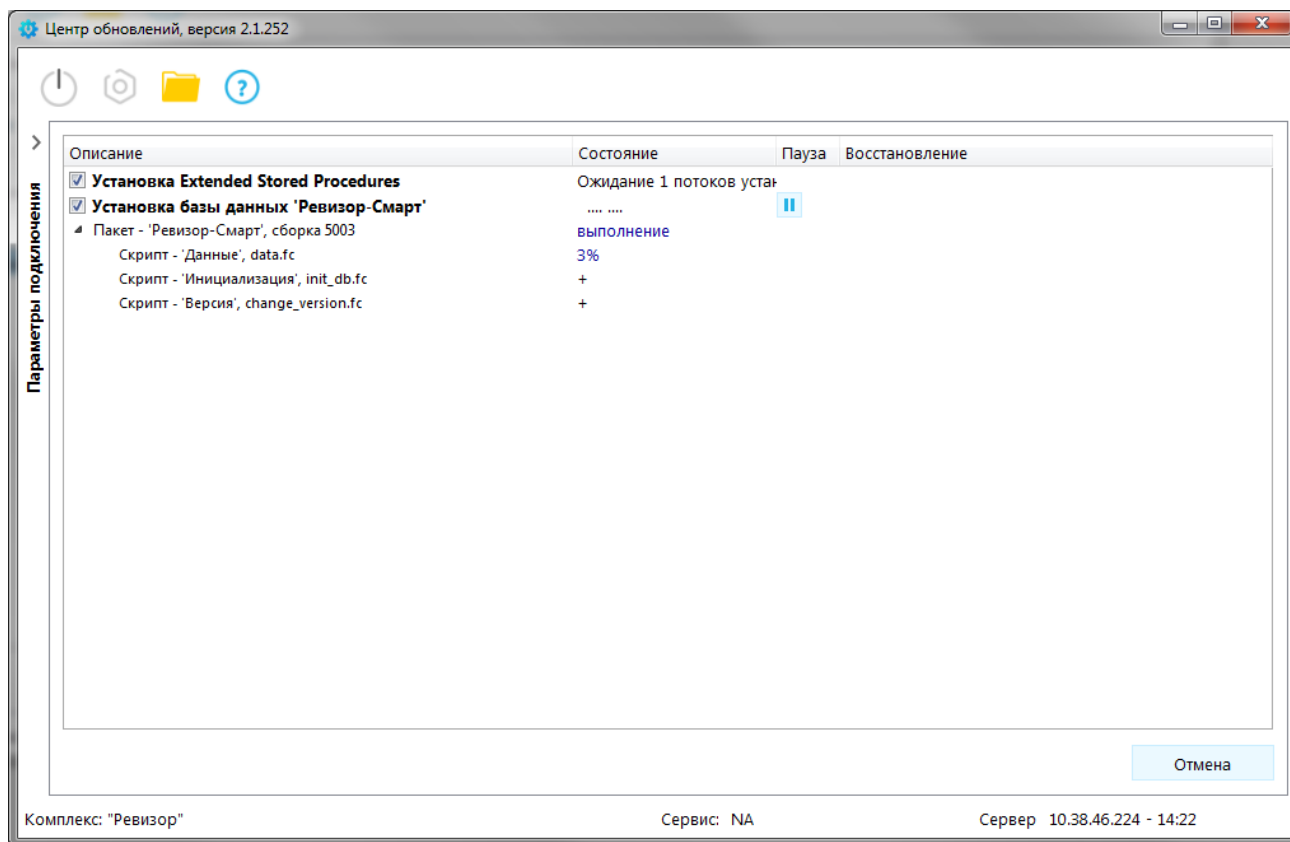 Центр обновлений, версия 2.1.252
?
Описание Состояние Пауза Восстановление
Установка Extended Stored Procedures Ожидание 1 потоков устан
Установка базы данных 'Ревизор-Смарт' .... ....
Пакет - 'Ревизор-Смарт', сборка 5003 выполнение
Скрипт - 'Данные', data.fc 3%
Скрипт - 'Инициализация', init_db.fc +
Скрипт - 'Версия', change_version.fc +
Параметры подключения
Отмена
Комплекс: "Ревизор" Сервис: NA Сервер 10.38.46.224 - 14:22